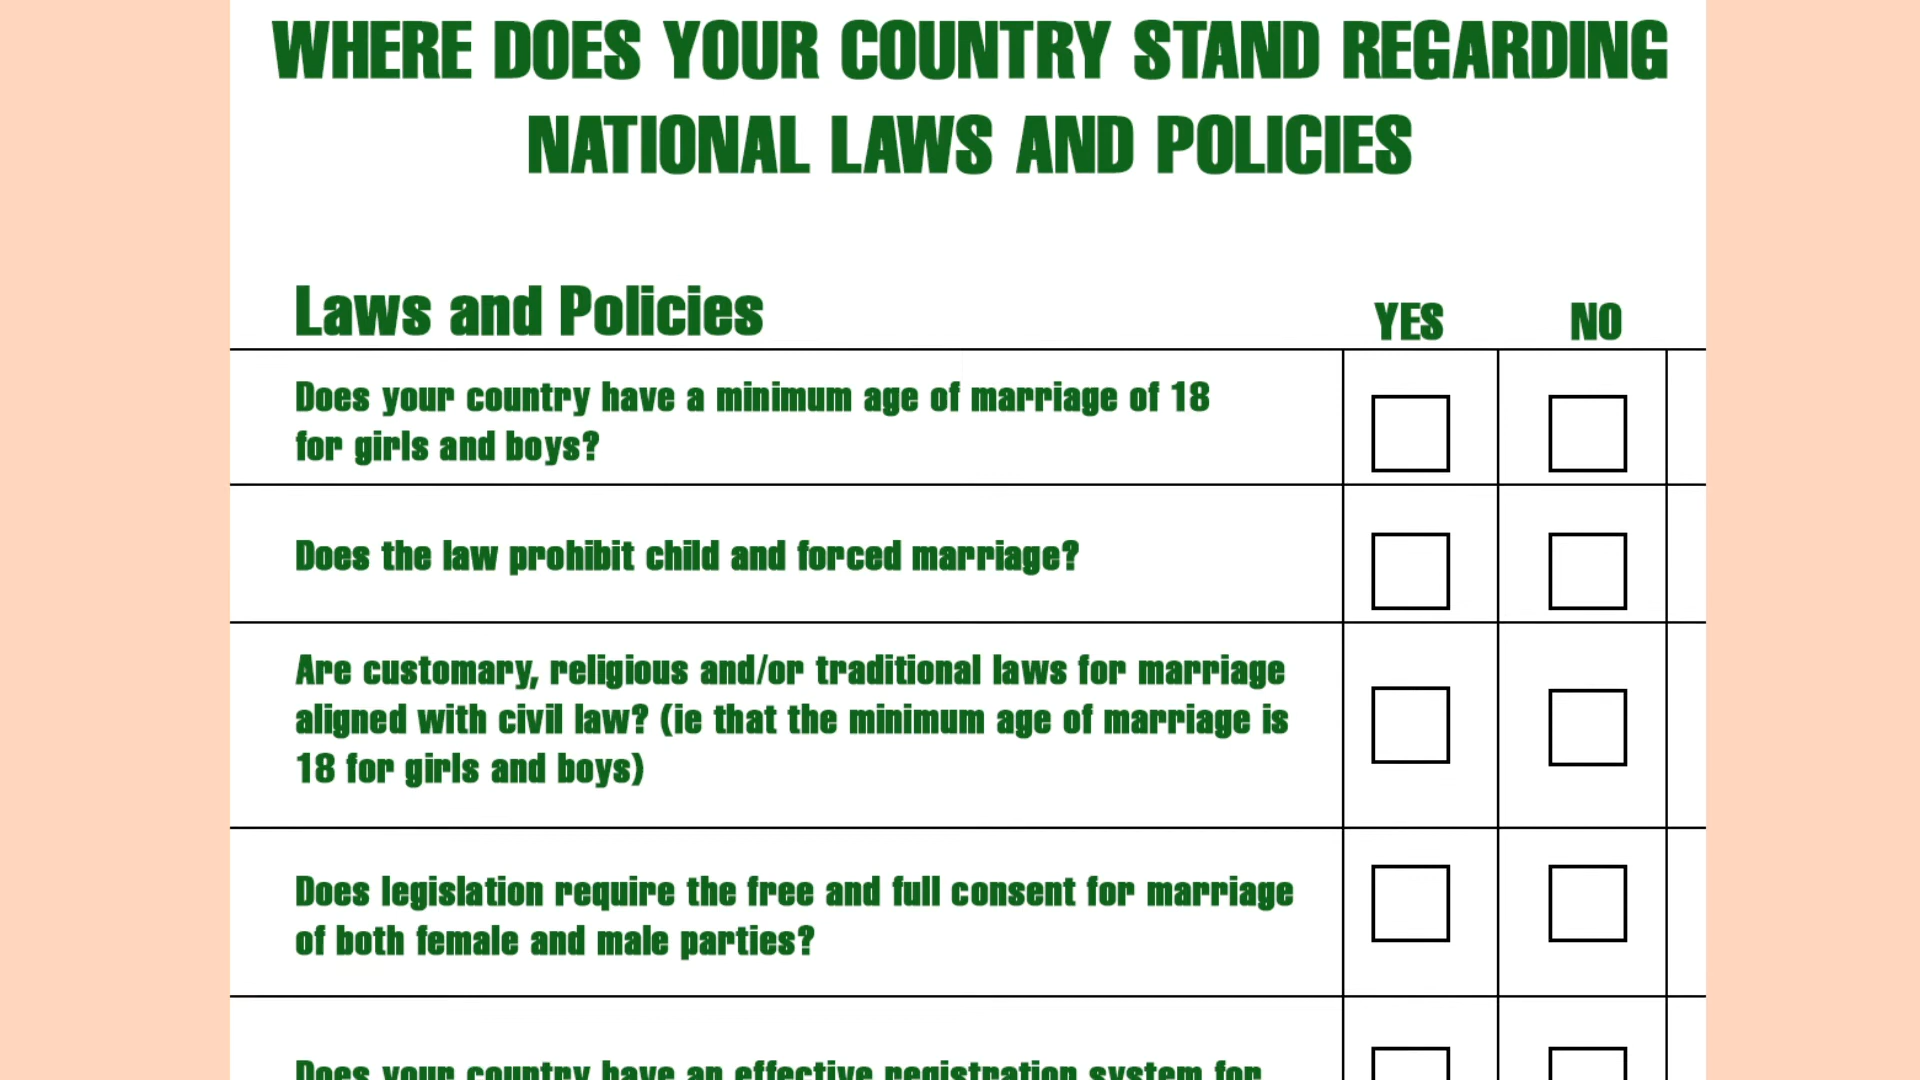 WHERE DOES YOUR COUNTRY STAND REGARDING
NATIONAL LAWS AND POLICIES
Laws and Policies YES NO
Does your country have a minimum age of marriage of 18
for girls and boys?
Does the law prohibit child and forced marriage?
Are customary, religious and/or traditional laws for marriage
aligned with civil law? (ie that the minimum age of marriage is
18 for girls and boys)
Does legislation require the free and full consent for marriage
of both female and male parties?
Does your country have an effective registration system for